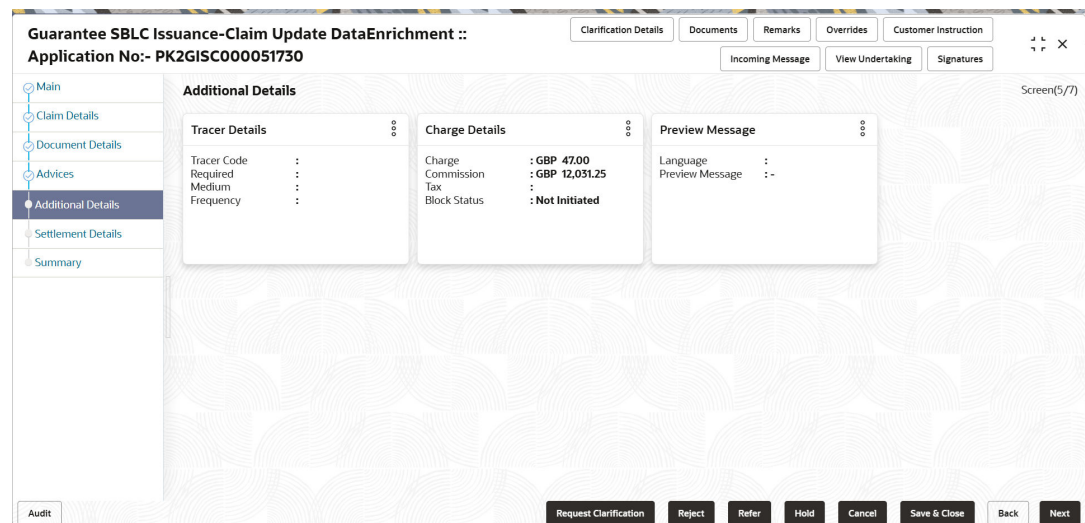 Guarantee SBLC Issuance-Claim Update DataEnrichment ::
Application No:- PK2GISC000051730
Clarification Details
Documents
Remarks
Overrides
Customer Instruction
Incoming Message
View Undertaking
Signatures
Main
Claim Details
Document Details
Advices
Additional Details
Settlement Details
Summary
Additional Details
Screen(5/7)
Tracer Details
Tracer Code :
Required :
Medium :
Frequency :
Charge Details
Charge : GBP 47.00
Commission : GBP 12,031.25
Tax :
Block Status : Not Initiated
Preview Message
Language :
Preview Message : -
Audit
Request Clarification
Reject
Refer
Hold
Cancel
Save & Close
Back
Next